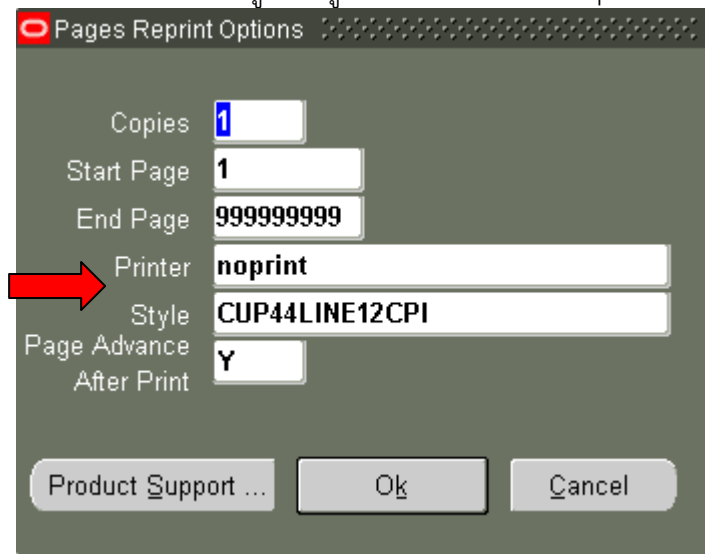 Pages Reprint Options
Copies 1
Start Page 1
End Page 999999999
Printer noprint
Style CUP44LINE12CPI
Page Advance
After Print Y
Product Support ... Ok Cancel